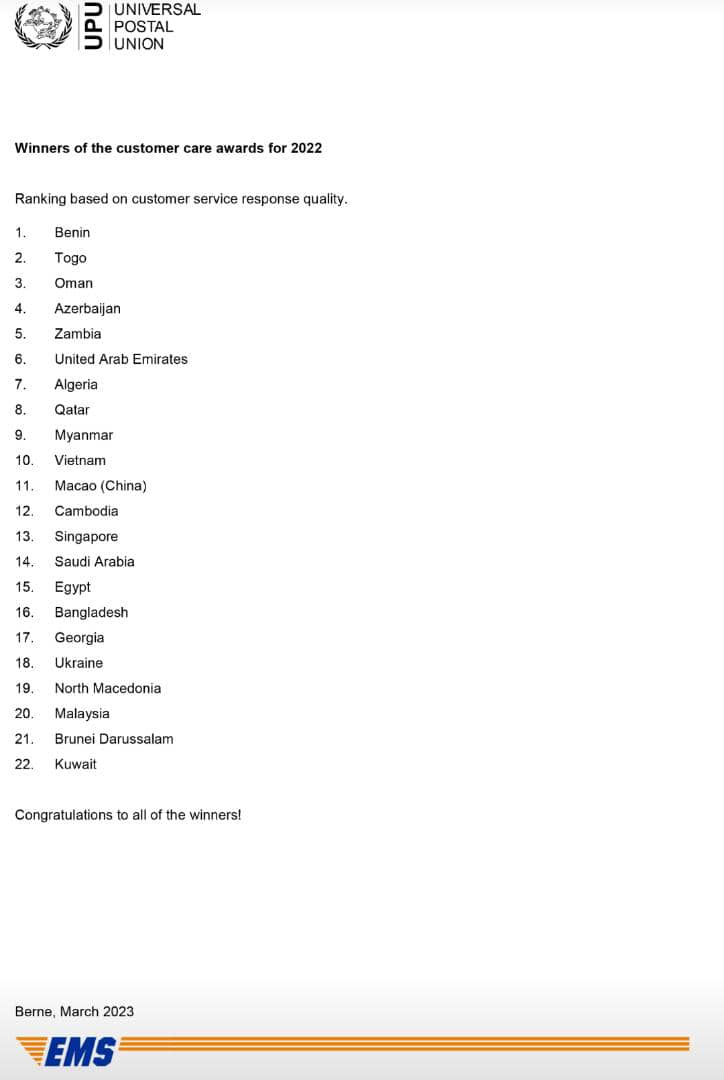 UPU
UNIVERSAL
POSTAL
UNION
Winners of the customer care awards for 2022
Ranking based on customer service response quality.
1. Benin
2. Togo
3. Oman
4. Azerbaijan
5. Zambia
6. United Arab Emirates
7. Algeria
8. Qatar
9. Myanmar
10. Vietnam
11. Macao (China)
12. Cambodia
13. Singapore
14. Saudi Arabia
15. Egypt
16. Bangladesh
17. Georgia
18. Ukraine
19. North Macedonia
20. Malaysia
21. Brunei Darussalam
22. Kuwait
Congratulations to all of the winners!
Berne, March 2023
EMS